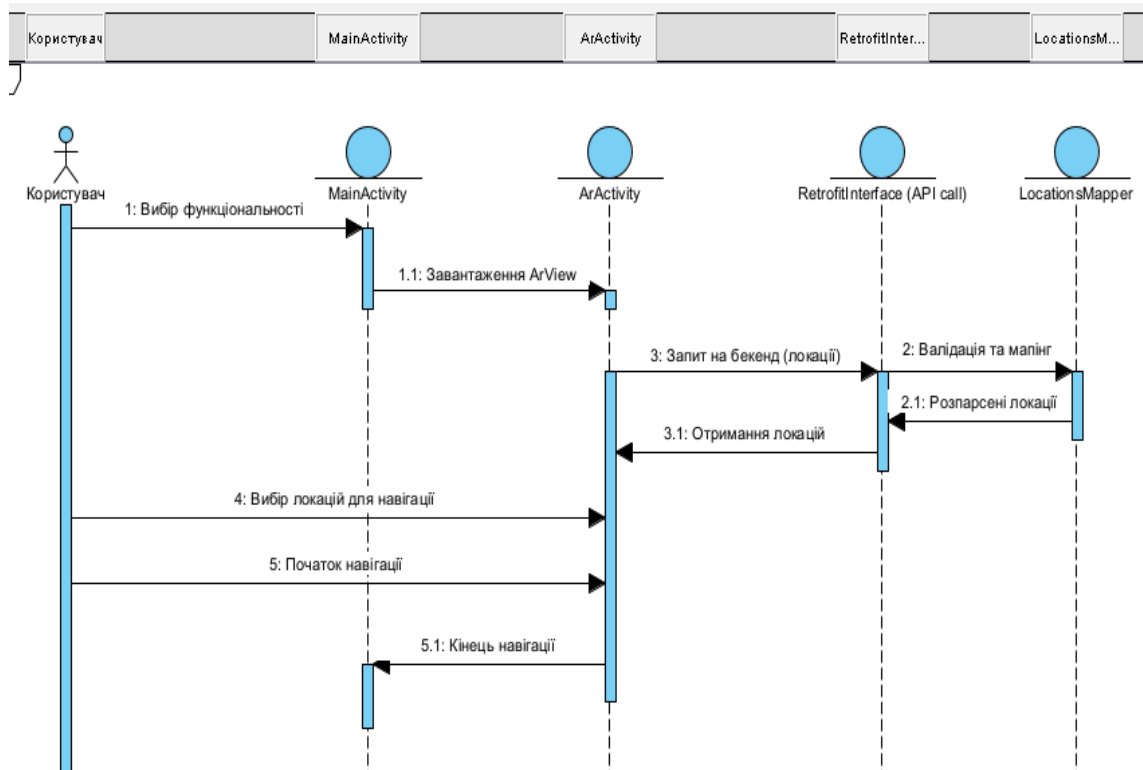 Користувач
MainActivity
ArActivity
RetrofitInter...
LocationsM...
Користувач
MainActivity
ArActivity
RetrofitInterface (API call)
LocationsMapper
1: Вибір функціональності
1.1: Завантаження ArView
3: Запит на бекенд (локації)
2: Валідація та мапінг
2.1: Розпарсені локації
3.1: Отримання локацій
4: Вибір локацій для навігації
5: Початок навігації
5.1: Кінець навігації